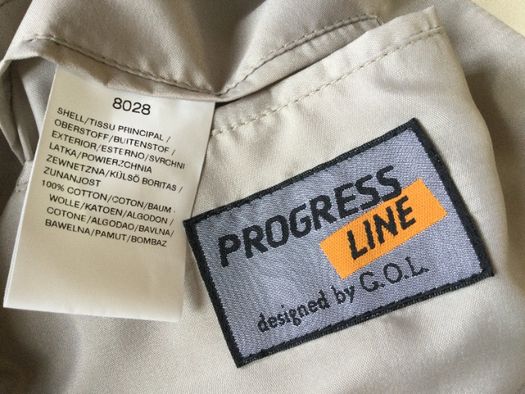 8028
SHELL/TISSU PRINCIPAL/
OBERSTOFF/BUITENSTOF/
EXTERIOR/ESTERNO/SVRCHNI
LATKA/POWIERZCHNIA
ZEWNETZNA/KÜLSŐ BORITAS/
ZUNANJOST
100% COTTON/COTON/BAUM-
WOLLE/KATOEN/ALGODON/
COTONE/ALGODAO/BAVLNA/
BAWELNA/PAMUT/BOMBAZ
PROGRESS
LINE
designed by G.O.L.